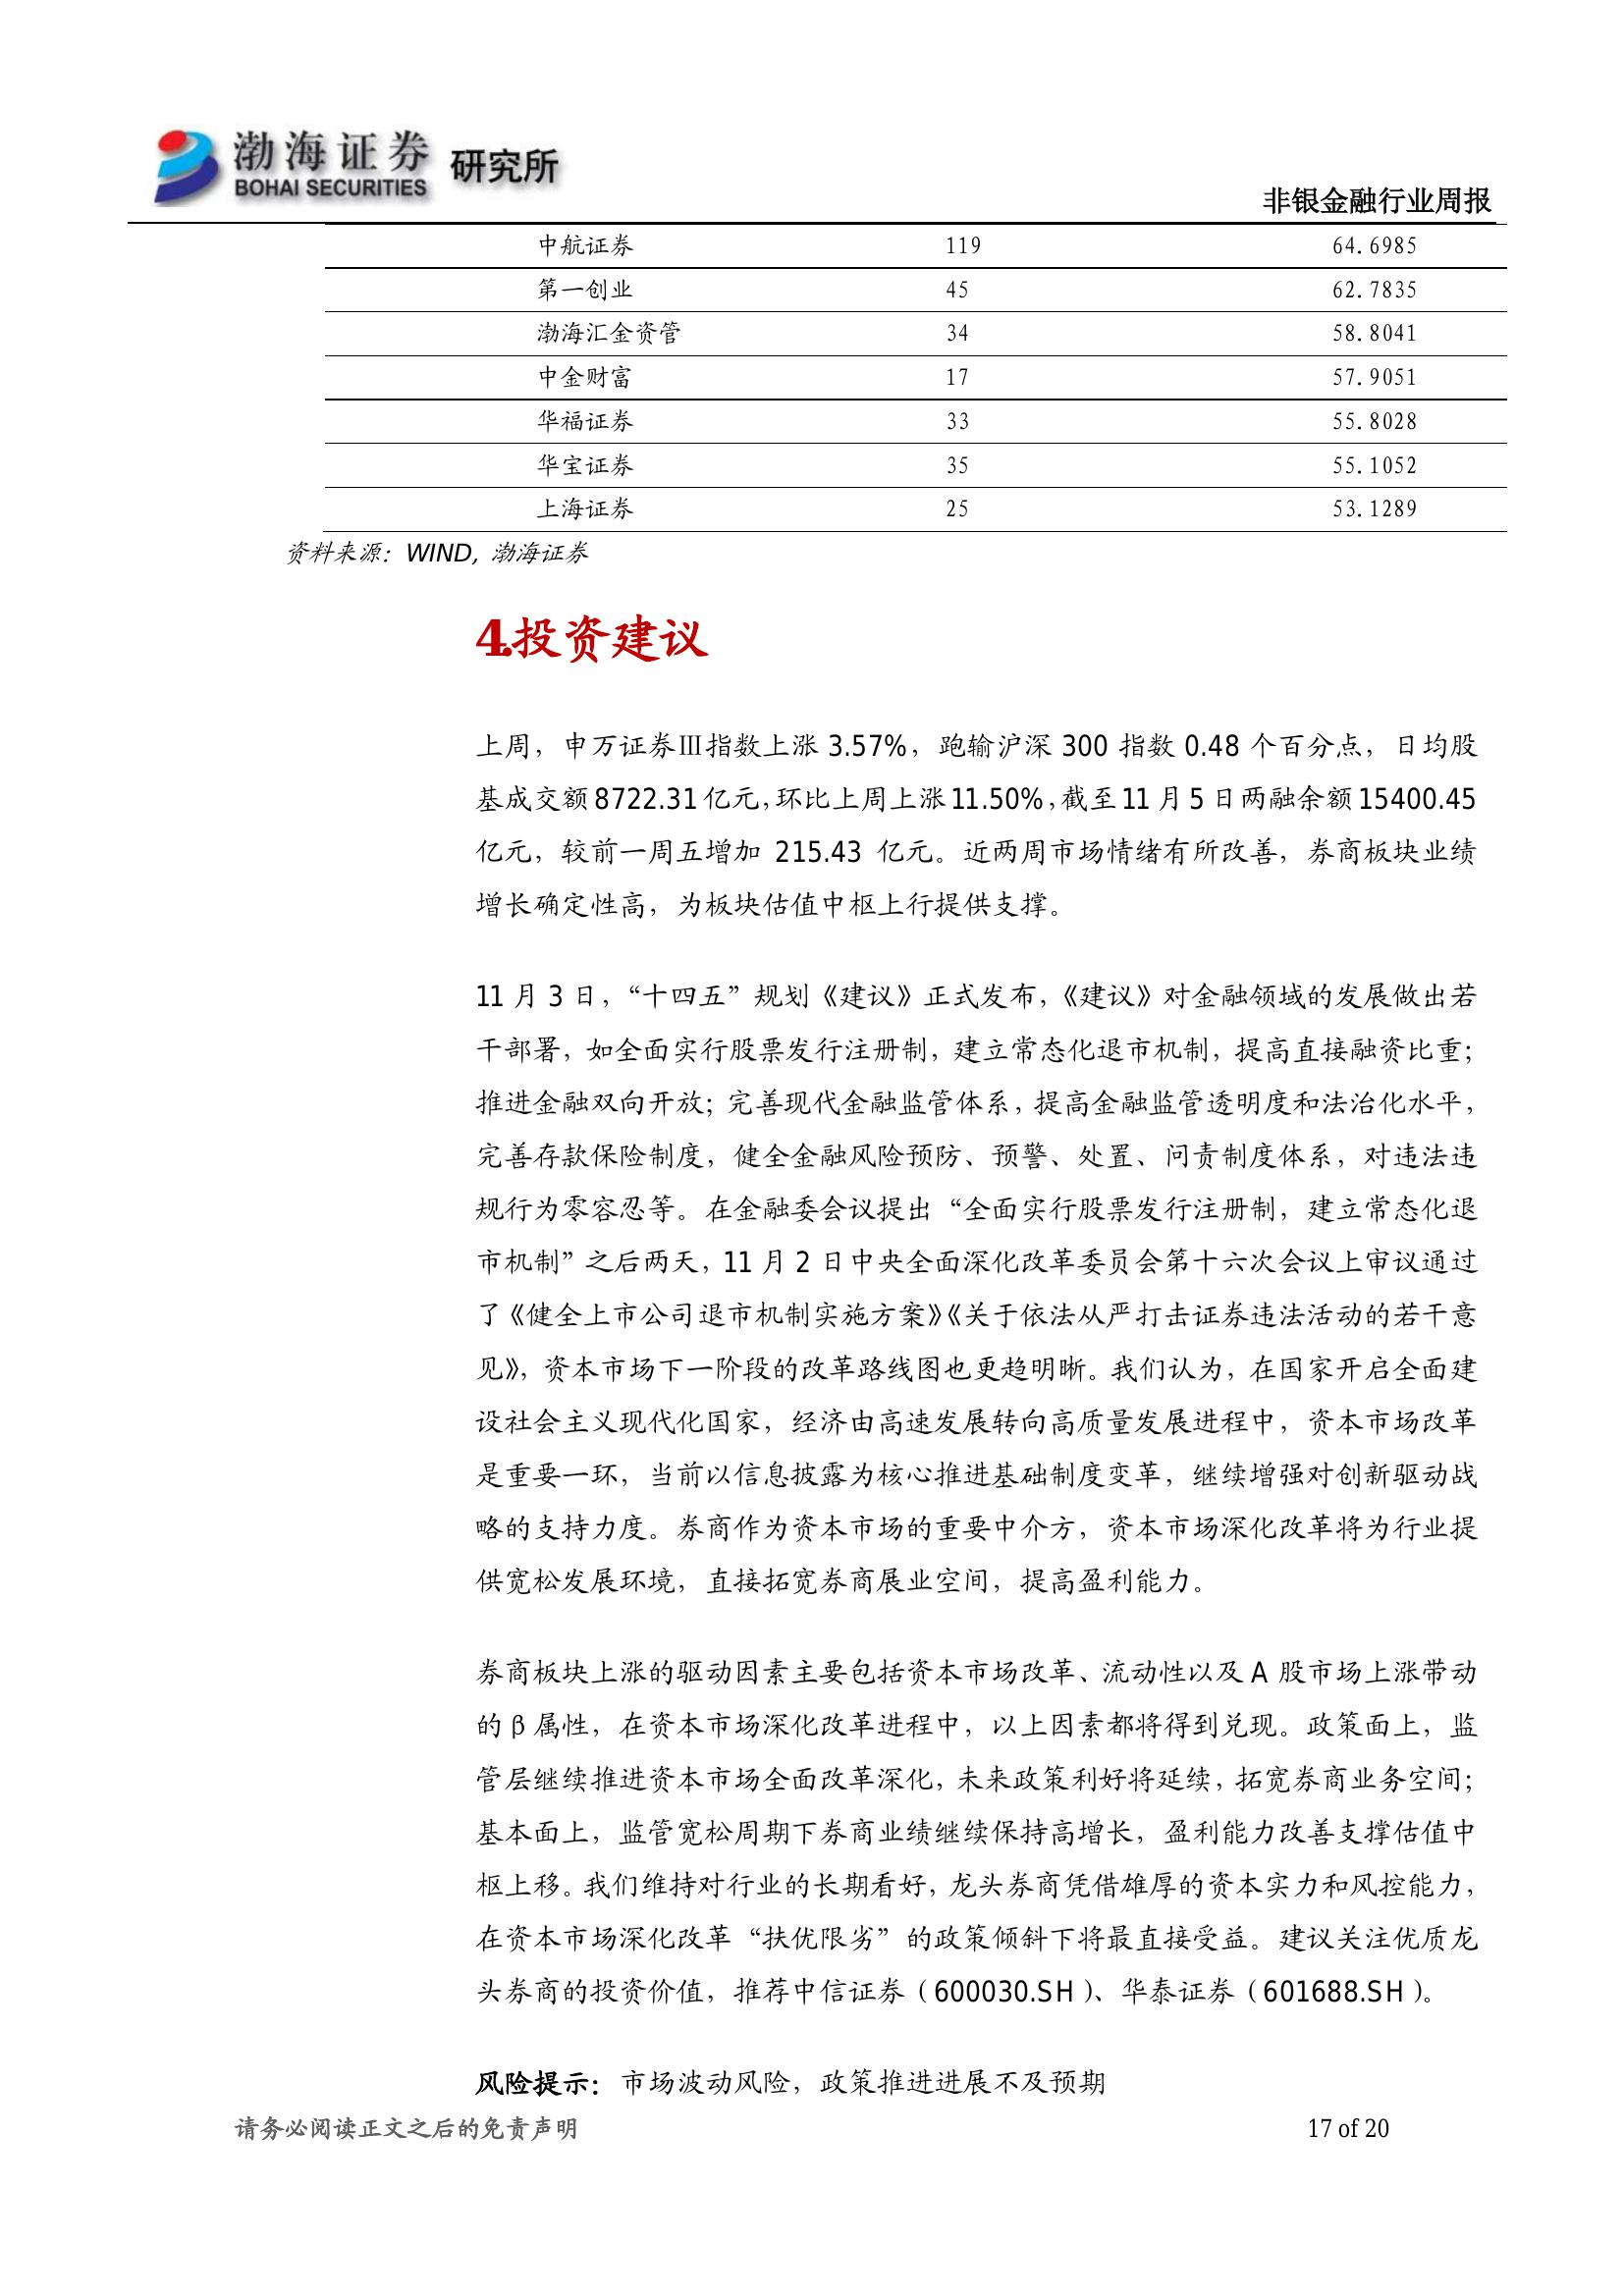 渤海证券 研究所
BOHAI SECURITIES
非银金融行业周报
中航证券 119 64.6985
第一创业 45 62.7835
渤海汇金资管 34 58.8041
中金财富 17 57.9051
华福证券 33 55.8028
华宝证券 35 55.1052
上海证券 25 53.1289
资料来源：WIND，渤海证券
4.投资建议
上周，申万证券Ⅲ指数上涨 3.57%，跑输沪深 300 指数 0.48 个百分点，日均股
基成交额 8722.31 亿元，环比上周上涨 11.50%，截至 11 月 5 日两融余额 15400.45
亿元，较前一周五增加 215.43 亿元。近两周市场情绪有所改善，券商板块业绩
增长确定性高，为板块估值中枢上行提供支撑。
11 月 3 日，“十四五”规划《建议》正式发布，《建议》对金融领域的发展做出若
干部署，如全面实行股票发行注册制，建立常态化退市机制，提高直接融资比重；
推进金融双向开放；完善现代金融监管体系，提高金融监管透明度和法治化水平，
完善存款保险制度，健全金融风险预防、预警、处置、问责制度体系，对违法违
规行为零容忍等。在金融委会议提出“全面实行股票发行注册制，建立常态化退
市机制”之后两天，11 月 2 日中央全面深化改革委员会第十六次会议上审议通过
了《健全上市公司退市机制实施方案》《关于依法从严打击证券违法活动的若干意
见》，资本市场下一阶段的改革路线图也更趋明晰。我们认为，在国家开启全面建
设社会主义现代化国家，经济由高速发展转向高质量发展进程中，资本市场改革
是重要一环，当前以信息披露为核心推进基础制度变革，继续增强对创新驱动战
略的支持力度。券商作为资本市场的重要中介方，资本市场深化改革将为行业提
供宽松发展环境，直接拓宽券商展业空间，提高盈利能力。
券商板块上涨的驱动因素主要包括资本市场改革、流动性以及 A 股市场上涨带动
的 β 属性，在资本市场深化改革进程中，以上因素都将得到兑现。政策面上，监
管层继续推进资本市场全面改革深化，未来政策利好将延续，拓宽券商业务空间；
基本面上，监管宽松周期下券商业绩继续保持高增长，盈利能力改善支撑估值中
枢上移。我们维持对行业的长期看好，龙头券商凭借雄厚的资本实力和风控能力，
在资本市场深化改革“扶优限劣”的政策倾斜下将最直接受益。建议关注优质龙
头券商的投资价值，推荐中信证券（600030.SH）、华泰证券（601688.SH）。
风险提示：市场波动风险，政策推进进展不及预期
请务必阅读正文之后的免责声明 17 of 20